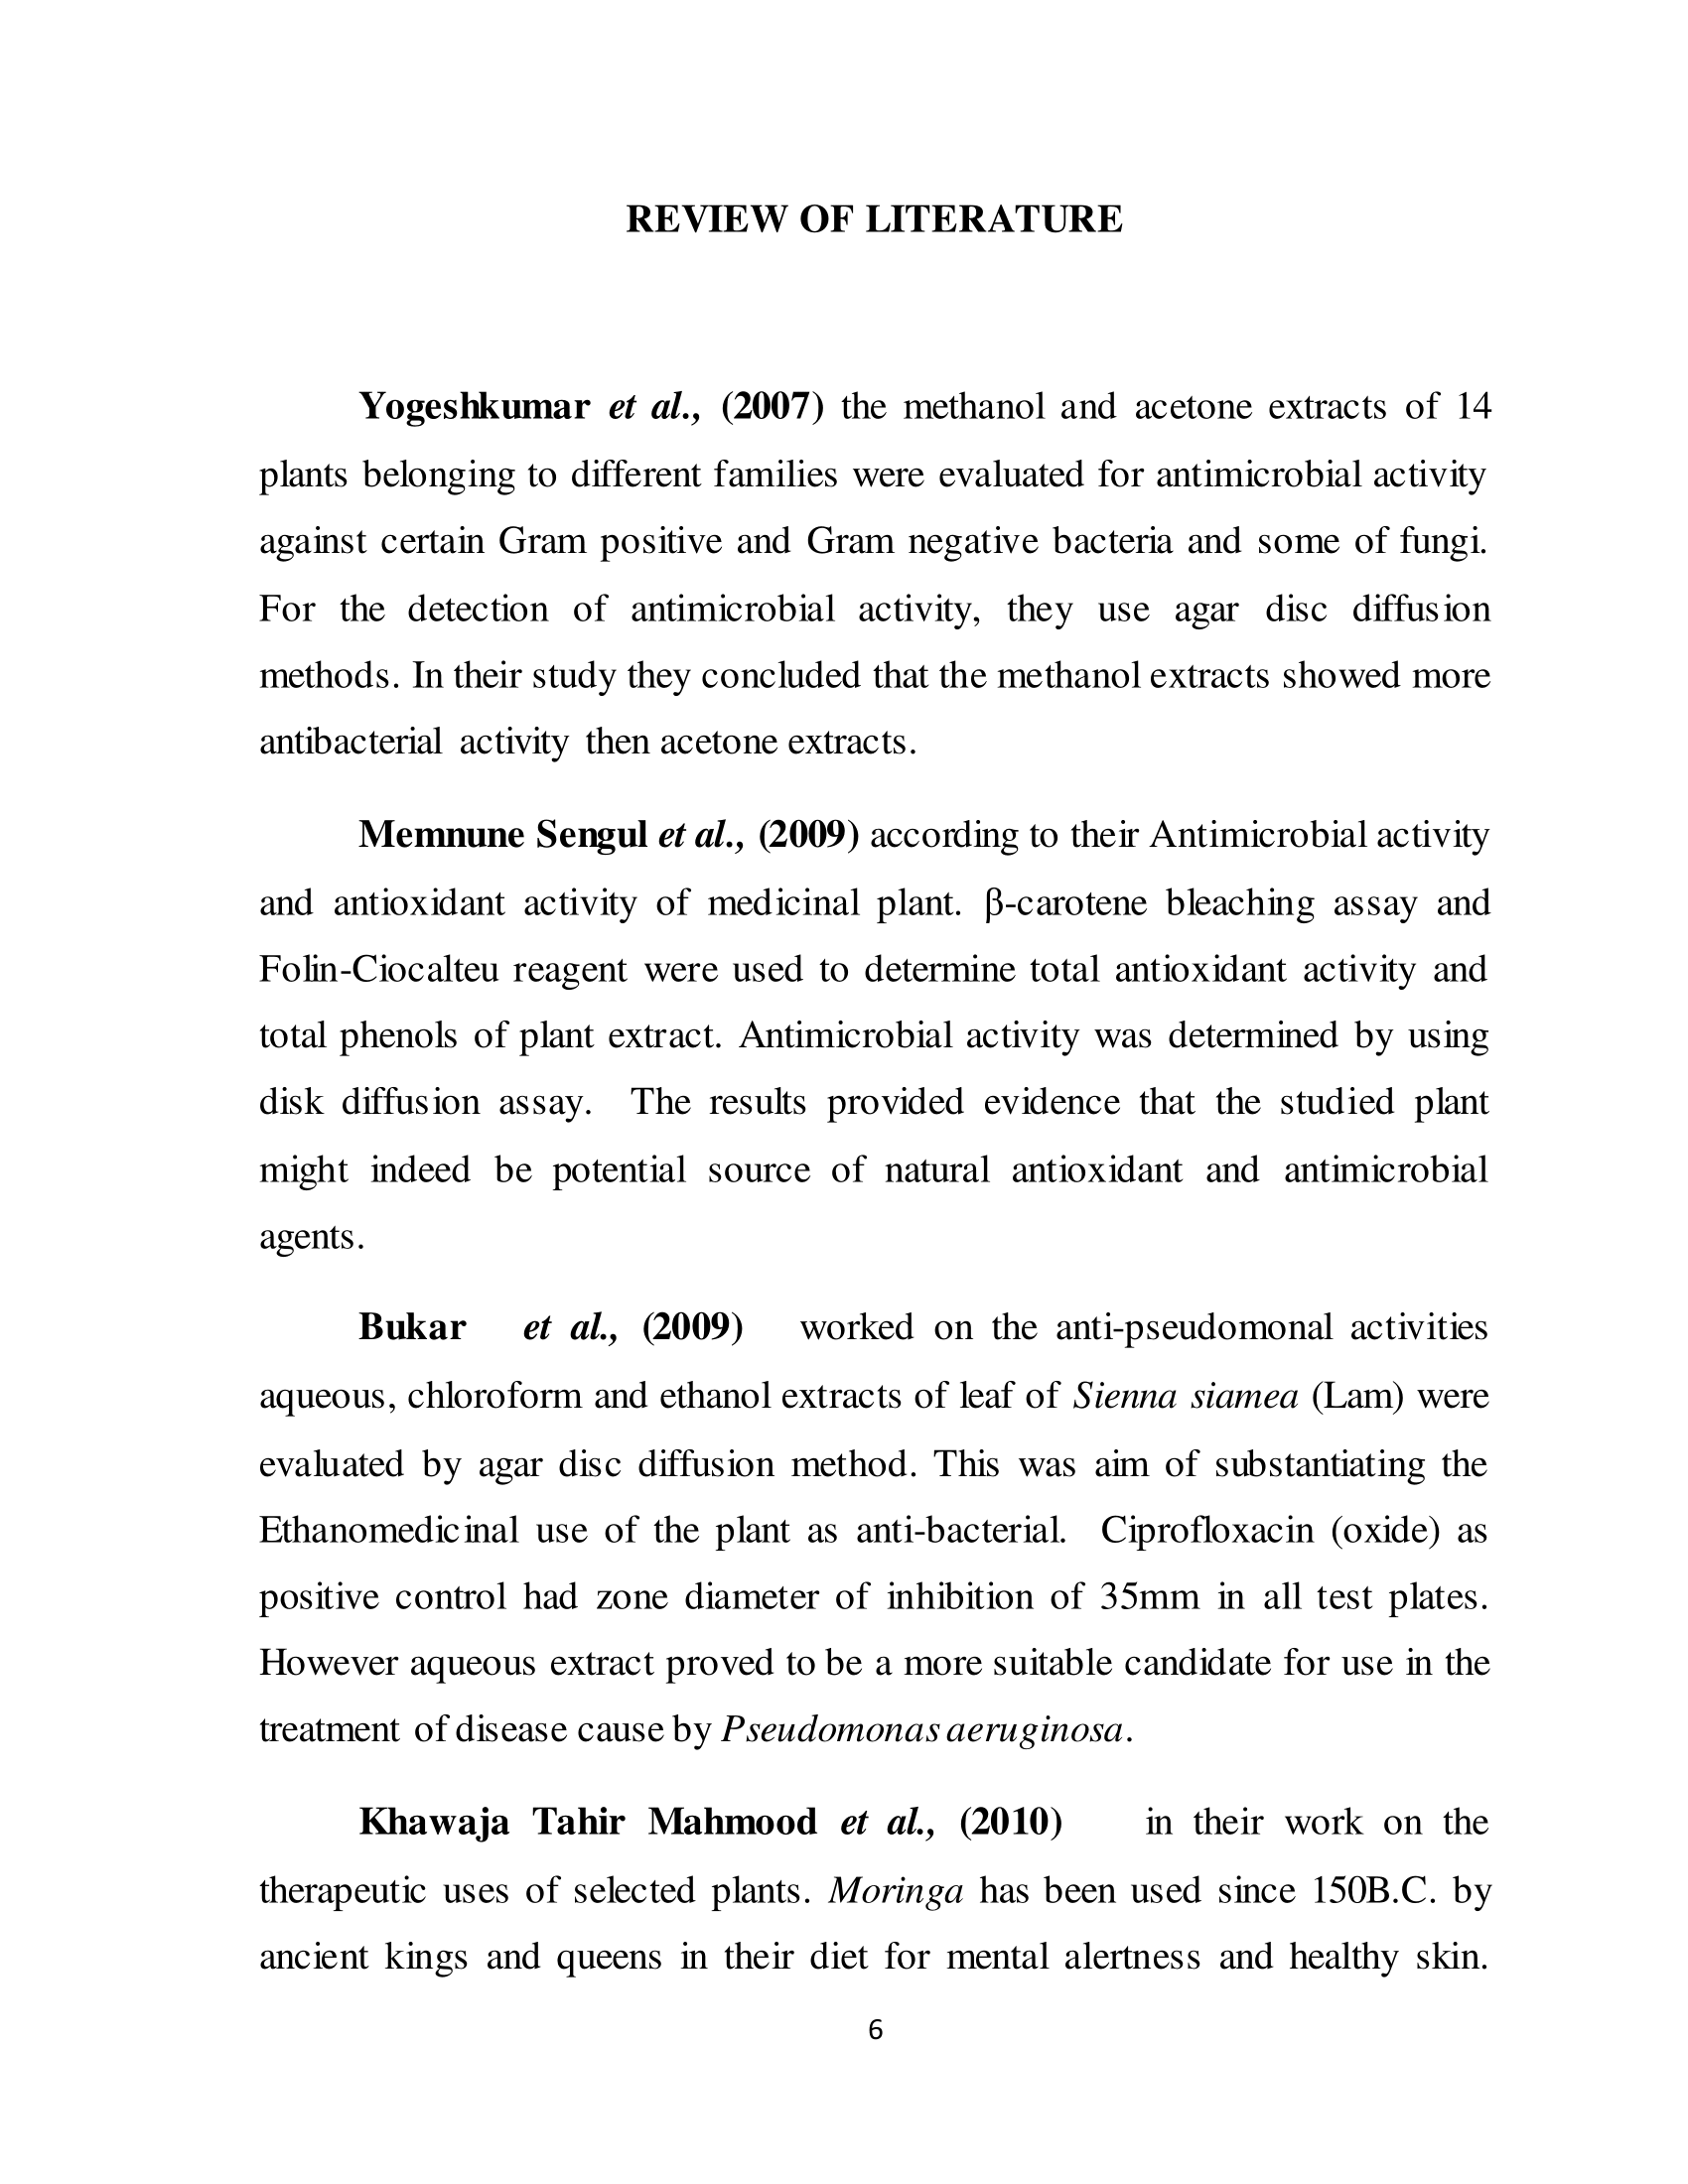 REVIEW OF LITERATURE
Yogeshkumar et al., (2007) the methanol and acetone extracts of 14
plants belonging to different families were evaluated for antimicrobial activity
against certain Gram positive and Gram negative bacteria and some of fungi.
For the detection of antimicrobial activity, they use agar disc diffusion
methods. In their study they concluded that the methanol extracts showed more
antibacterial activity then acetone extracts.
Memnune Sengul et al., (2009) according to their Antimicrobial activity
and antioxidant activity of medicinal plant. β-carotene bleaching assay and
Folin-Ciocalteu reagent were used to determine total antioxidant activity and
total phenols of plant extract. Antimicrobial activity was determined by using
disk diffusion assay. The results provided evidence that the studied plant
might indeed be potential source of natural antioxidant and antimicrobial
agents.
Bukar et al., (2009) worked on the anti-pseudomonal activities
aqueous, chloroform and ethanol extracts of leaf of Sienna siamea (Lam) were
evaluated by agar disc diffusion method. This was aim of substantiating the
Ethanomedicinal use of the plant as anti-bacterial. Ciprofloxacin (oxide) as
positive control had zone diameter of inhibition of 35mm in all test plates.
However aqueous extract proved to be a more suitable candidate for use in the
treatment of disease cause by Pseudomonas aeruginosa.
Khawaja Tahir Mahmood et al., (2010) in their work on the
therapeutic uses of selected plants. Moringa has been used since 150B.C. by
ancient kings and queens in their diet for mental alertness and healthy skin.
6